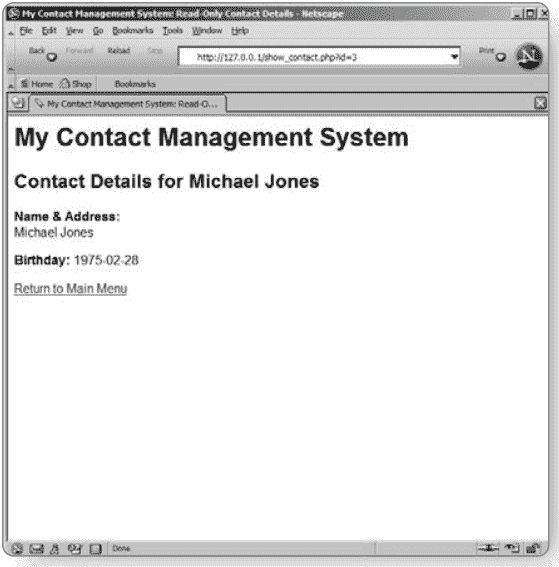 My Contact Management System: Read-Only Contact Details - Netscape
File Edit View Go Bookmarks Tools Window Help
Back Forward Reload Stop http://127.0.0.1/show_contact.php?id=3 Print N
Home Shop Bookmarks
My Contact Management System: Read-O...
My Contact Management System
Contact Details for Michael Jones
Name & Address:
Michael Jones
Birthday: 1975-02-28
Return to Main Menu
Done